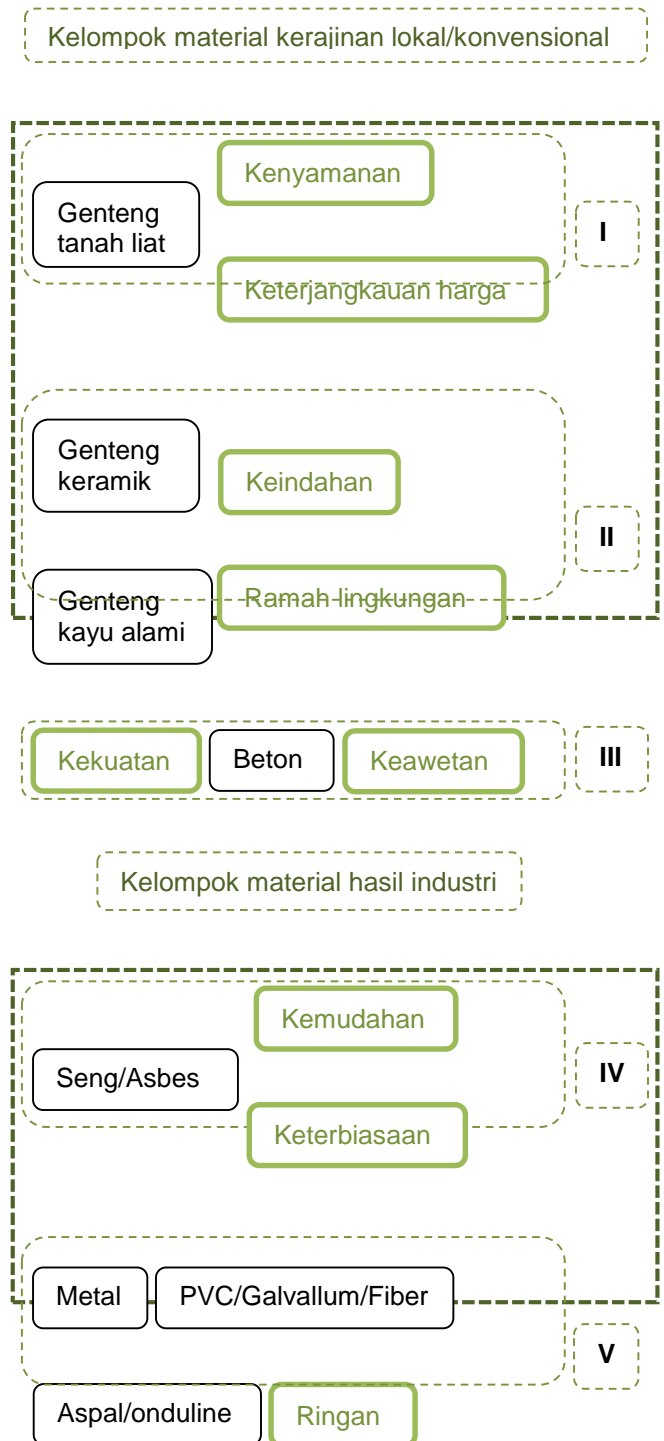 Kelompok material kerajinan lokal/konvensional
Kenyamanan
Genteng
tanah liat
I
Keterjangkauan harga
Genteng
keramik
Keindahan
II
Genteng
kayu alami
Ramah lingkungan
Kekuatan
Beton
Keawetan
III
Kelompok material hasil industri
Kemudahan
Seng/Asbes
IV
Keterbiasaan
Metal
PVC/Galvallum/Fiber
V
Aspal/onduline
Ringan